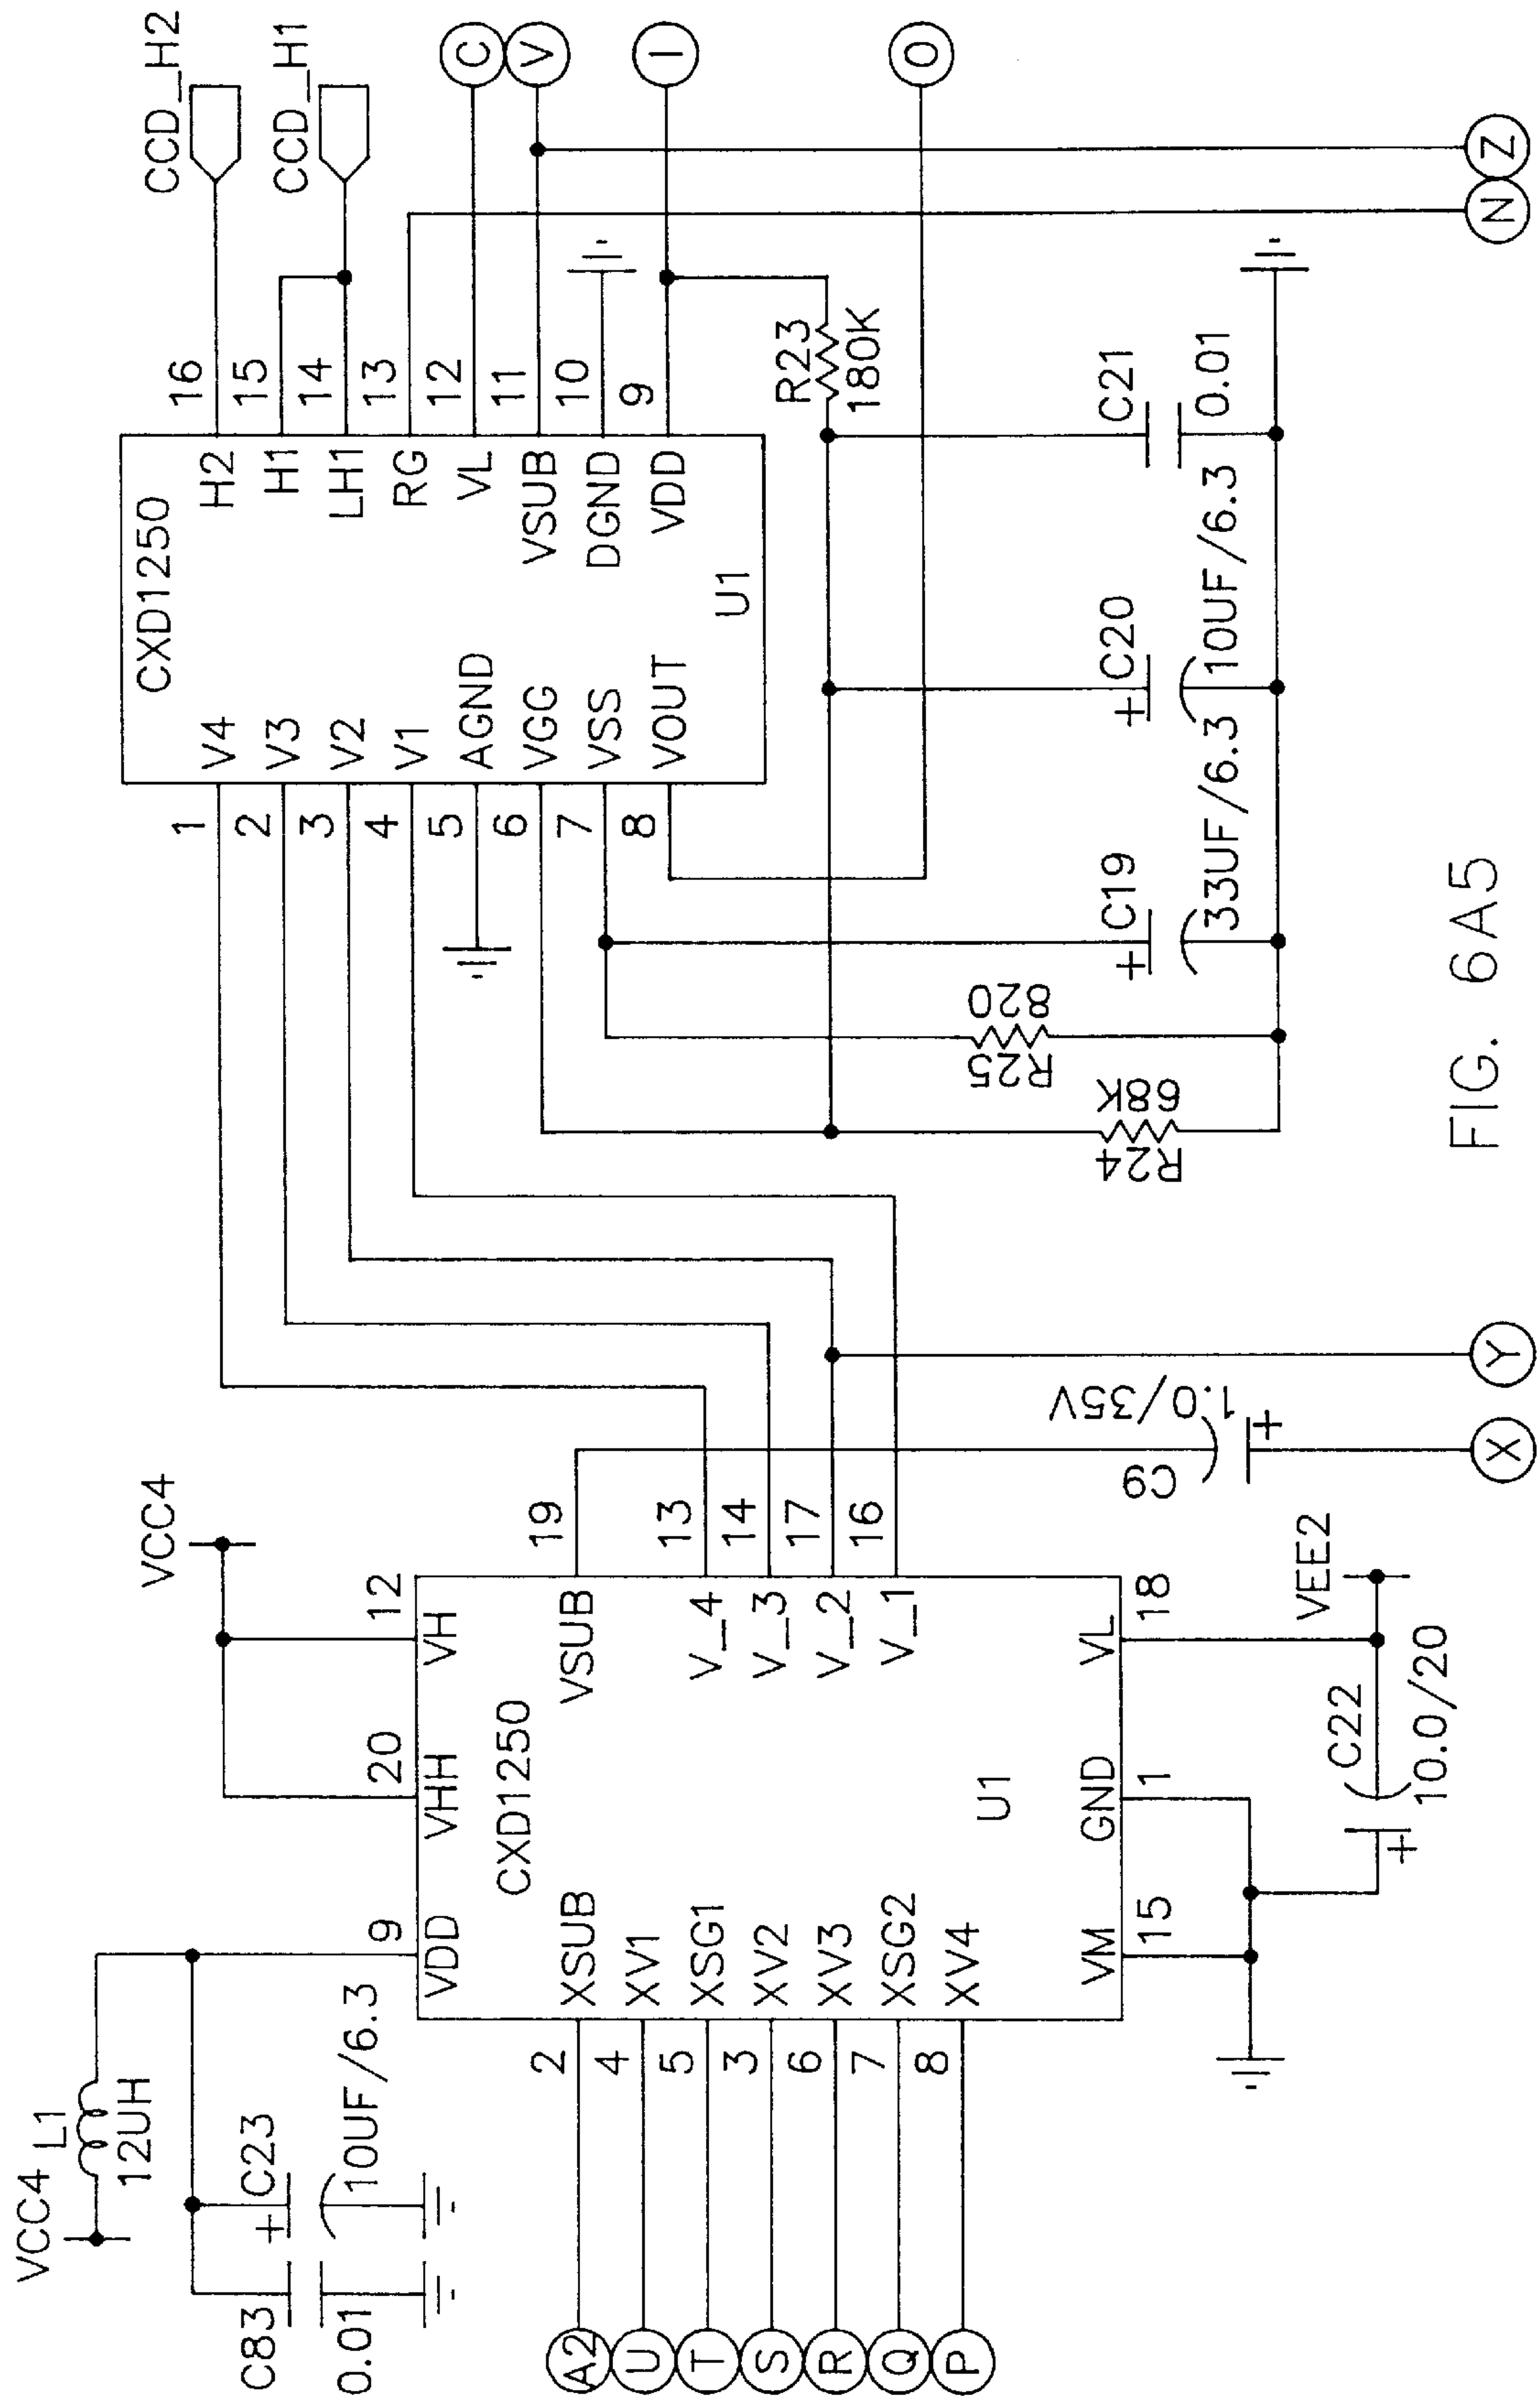 VCC4
L1
12UH
C83
0.01
C23
+
10UF/6.3
VCC4
9
VDD
20
VHH
12
VH
CXD1250
U1
A2
2
XSUB
U
4
XV1
T
5
XSG1
S
3
XV2
R
6
XV3
Q
7
XSG2
P
8
XV4
VSUB
19
V_4
13
V_3
14
V_2
17
V_1
16
VM
15
GND
1
VL
18
VEE2
C22
+
10.0/20
C9
1.0/35V
+
X
Y
CXD1250
U1
1
V4
2
V3
3
V2
4
V1
5
AGND
6
VGG
7
VSS
8
VOUT
H2
16
H1
15
LH1
14
RG
13
VL
12
VSUB
11
DGND
10
VDD
9
CCD_H2
CCD_H1
C
V
I
O
R23
180K
R24
68K
R25
820
+
C19
33UF/6.3
+
C20
10UF/6.3
C21
0.01
N
Z
FIG. 6A5